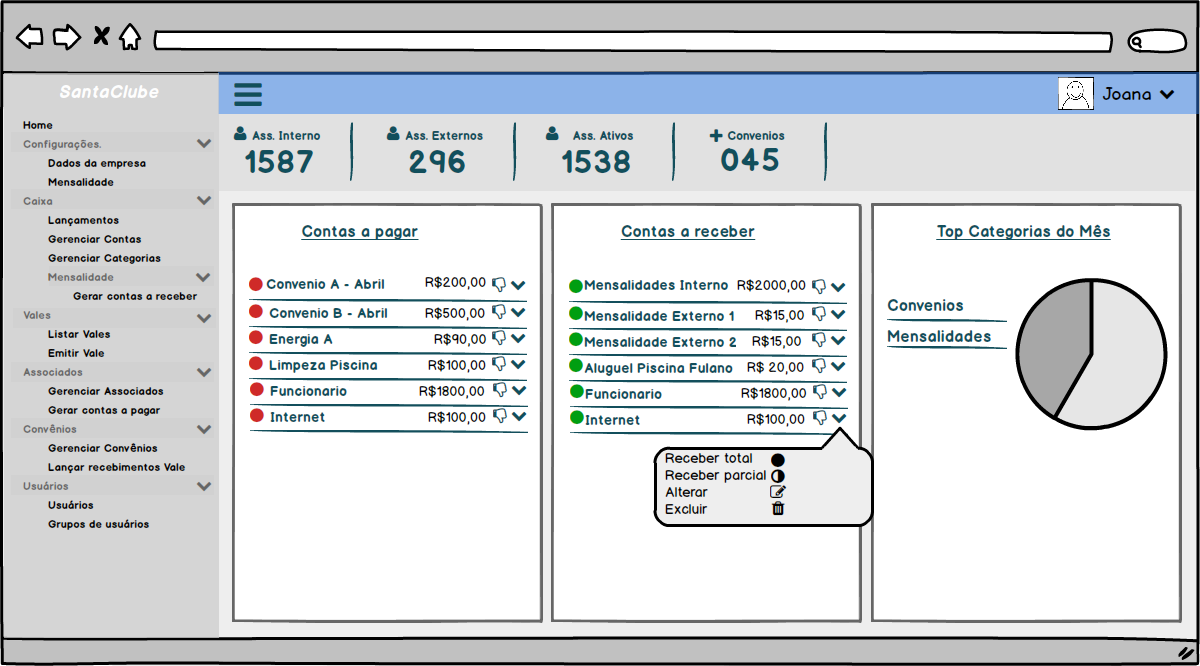 SantaClube
Joana
Home
Configurações.
Dados da empresa
Mensalidade
Caixa
Lançamentos
Gerenciar Contas
Gerenciar Categorias
Mensalidade
Gerar contas a receber
Vales
Listar Vales
Emitir Vale
Associados
Gerenciar Associados
Gerar contas a pagar
Convênios
Gerenciar Convênios
Lançar recebimentos Vale
Usuários
Usuários
Grupos de usuários
Ass. Interno
1587
Ass. Externos
296
Ass. Ativos
1538
Convenios
045
Contas a pagar
Convenio A - Abril R$200,00
Convenio B - Abril R$500,00
Energia A R$90,00
Limpeza Piscina R$100,00
Funcionario R$1800,00
Internet R$100,00
Contas a receber
Mensalidades Interno R$2000,00
Mensalidade Externo 1 R$15,00
Mensalidade Externo 2 R$15,00
Aluguel Piscina Fulano R$ 20,00
Funcionario R$1800,00
Internet R$100,00
Receber total
Receber parcial
Alterar
Excluir
Top Categorias do Mês
Convenios
Mensalidades